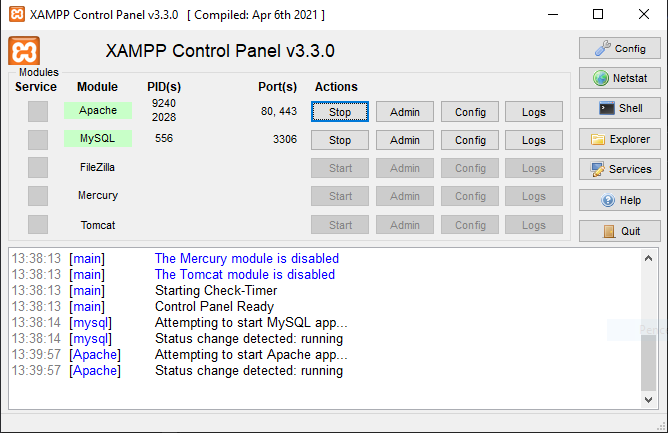 XAMPP Control Panel v3.3.0 [ Compiled: Apr 6th 2021 ]
XAMPP Control Panel v3.3.0
Config
Modules
Service Module PID(s) Port(s) Actions
Netstat
Apache 9240 2028 80, 443 Stop Admin Config Logs
Shell
MySQL 556 3306 Stop Admin Config Logs
Explorer
FileZilla Start Admin Config Logs
Services
Mercury Start Admin Config Logs
Help
Tomcat Start Admin Config Logs
Quit
13:38:13 [main] The Mercury module is disabled
13:38:13 [main] The Tomcat module is disabled
13:38:13 [main] Starting Check-Timer
13:38:13 [main] Control Panel Ready
13:38:14 [mysql] Attempting to start MySQL app...
13:38:14 [mysql] Status change detected: running
13:39:57 [Apache] Attempting to start Apache app...
13:39:57 [Apache] Status change detected: running